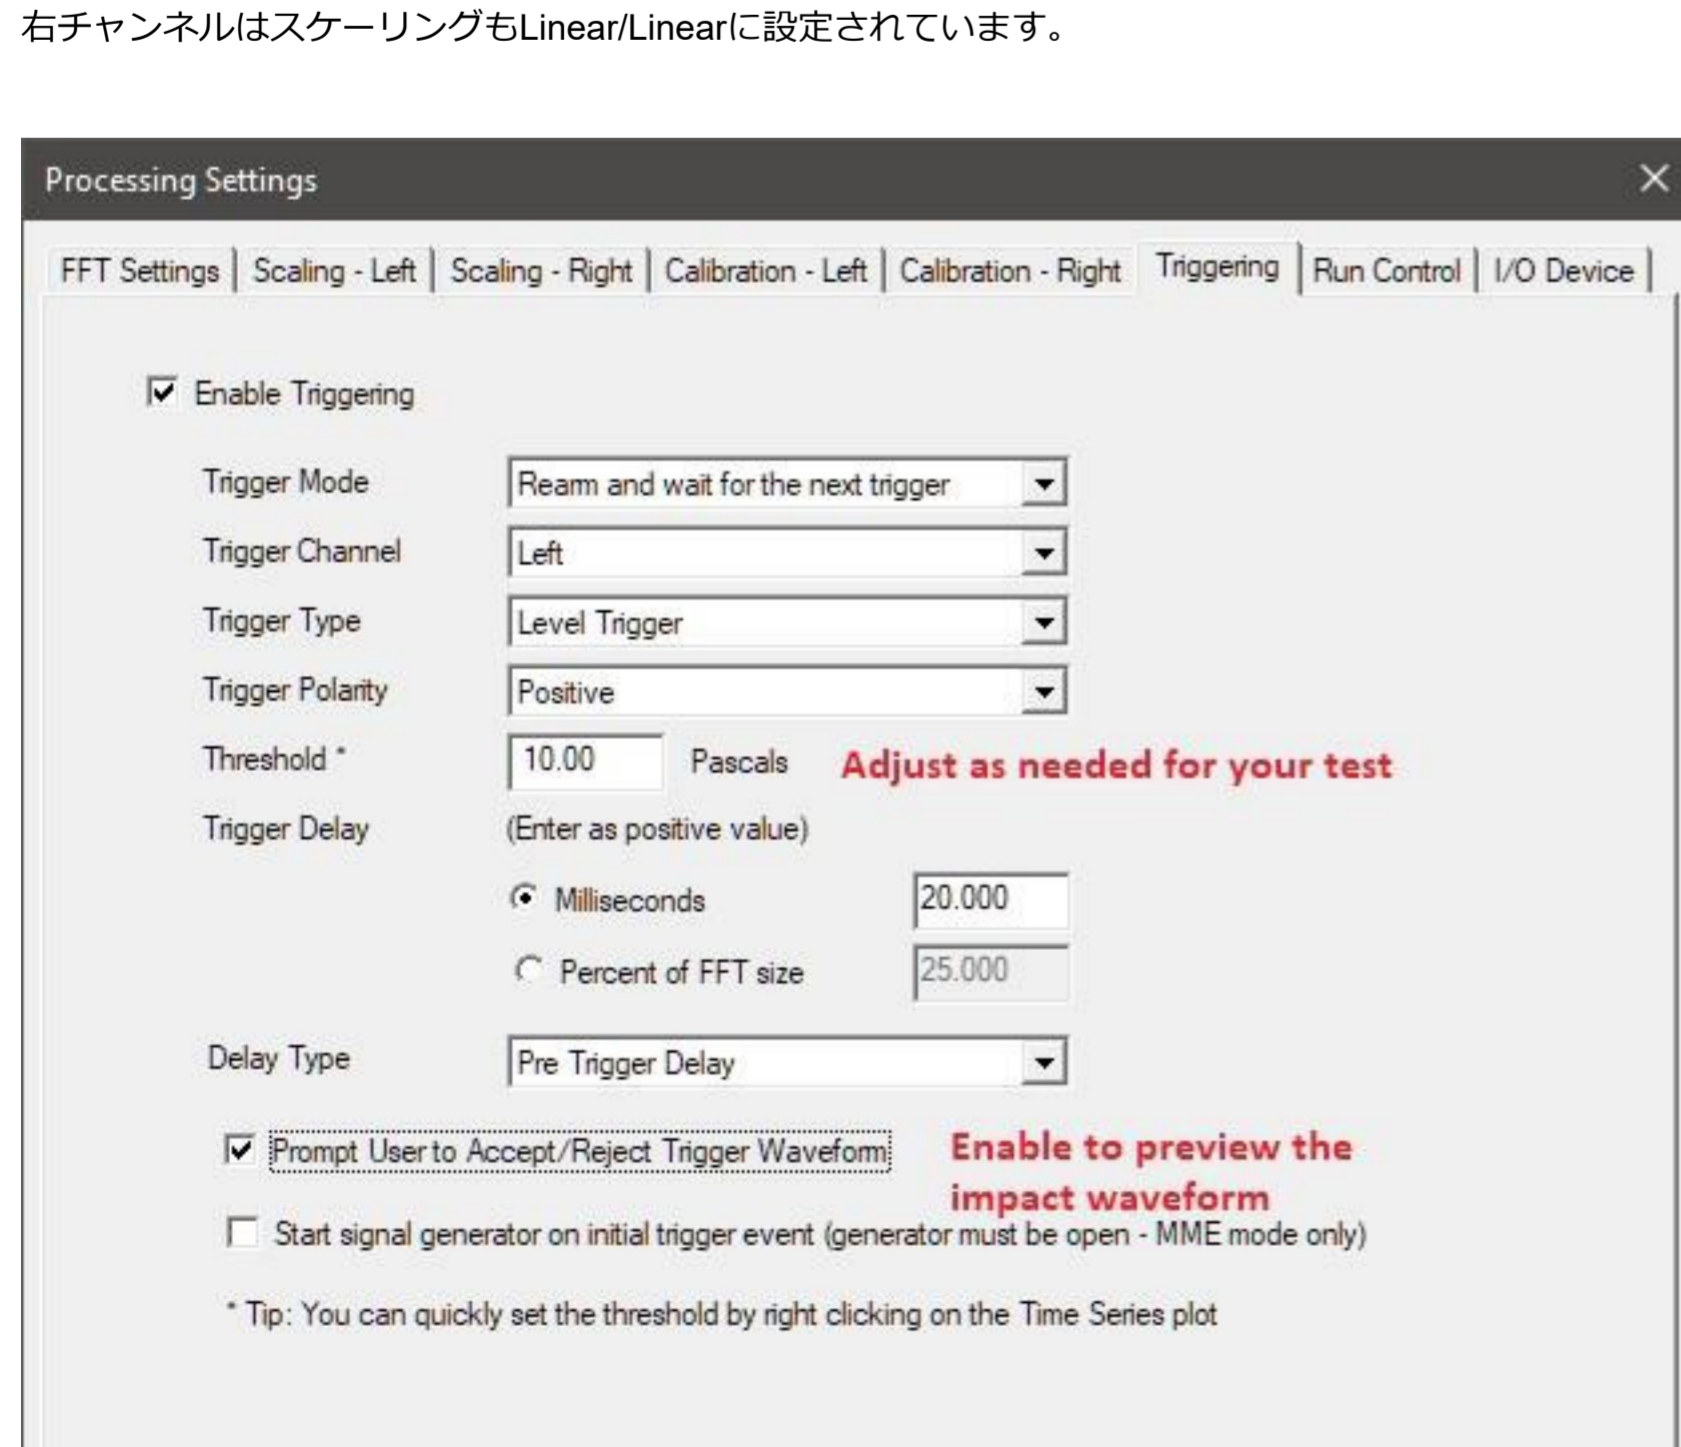 右チャンネルはスケーリングもLinear/Linearに設定されています。
Processing Settings
FFT Settings Scaling - Left Scaling - Right Calibration - Left Calibration - Right Triggering Run Control I/O Device
Enable Triggering
Trigger Mode Rearm and wait for the next trigger
Trigger Channel Left
Trigger Type Level Trigger
Trigger Polarity Positive
Threshold * 10.00 Pascals Adjust as needed for your test
Trigger Delay (Enter as positive value)
Milliseconds 20.000
Percent of FFT size 25.000
Delay Type Pre Trigger Delay
Prompt User to Accept/Reject Trigger Waveform Enable to preview the
impact waveform
Start signal generator on initial trigger event (generator must be open - MME mode only)
* Tip: You can quickly set the threshold by right clicking on the Time Series plot